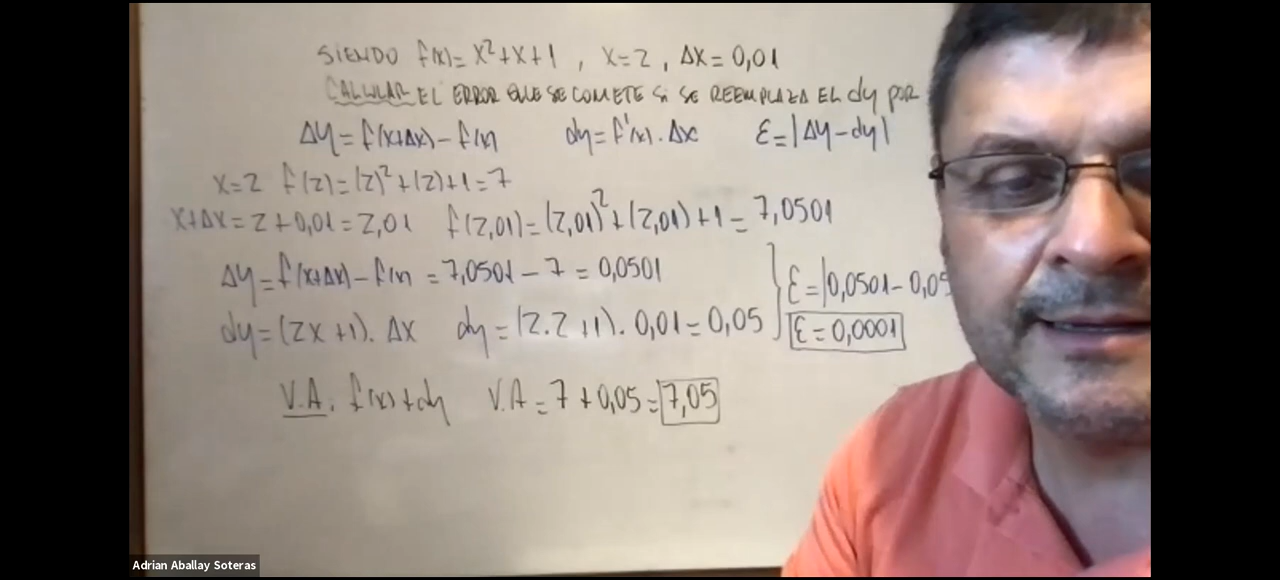 SIENDO f(x)= x²+x+1 , x=2 , Δx= 0,01
CALCULAR EL ERROR QUE SE COMETE SI SE REEMPLAZA EL dy POR
Δy= f(x+Δx)- f(x) dy= f'(x) . Δx ε= |Δy-dy|
x=2 f(2)=(2)²+(2)+1=7
x+Δx=2+0,01=2,01 f(2,01)=(2,01)²+(2,01)+1=7,0501
Δy=f(x+Δx)-f(x) = 7,0501-7=0,0501
ε=|0,0501-0,05
dy=(2x+1). Δx dy=(2.2+1). 0,01=0,05
ε=0,0001
V.A. f(x)+dy V.A=7+0,05=7,05
Adrian Aballay Soteras